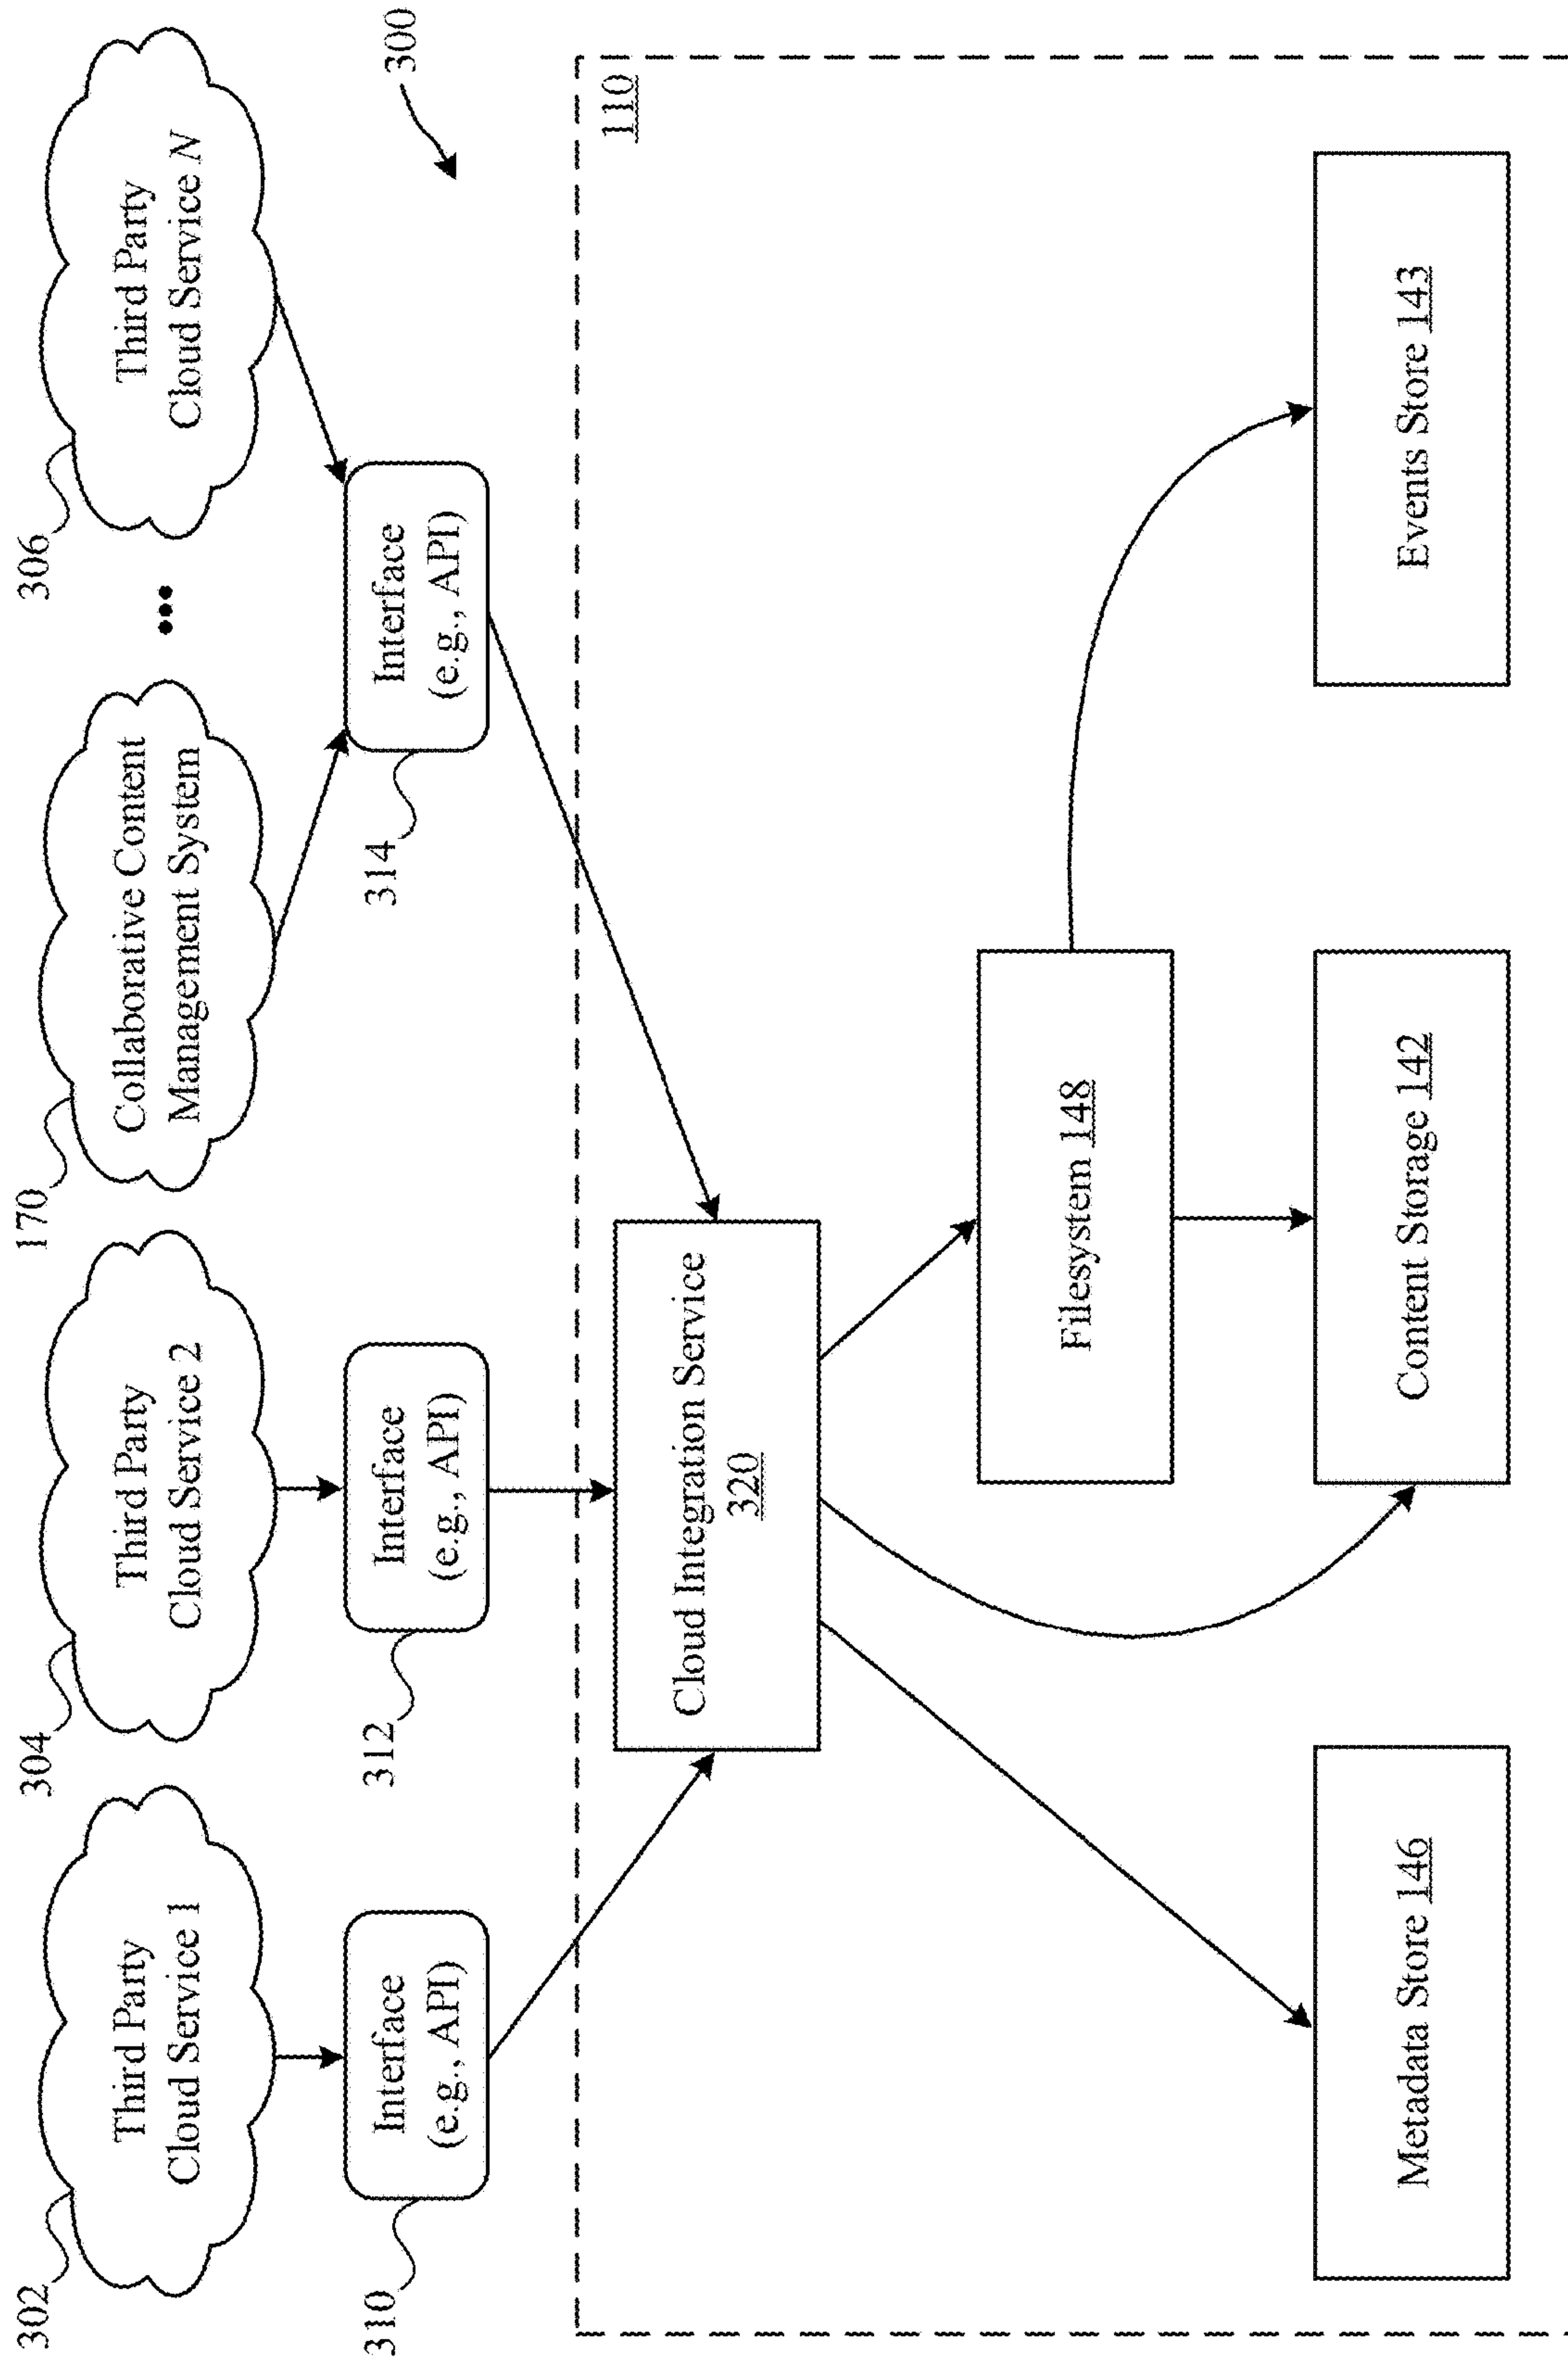 302
Third Party
Cloud Service 1
304
Third Party
Cloud Service 2
170
Collaborative Content
Management System
•••
306
Third Party
Cloud Service N
310
Interface
(e.g., API)
312
Interface
(e.g., API)
314
Interface
(e.g., API)
300
110
Cloud Integration Service
320
Filesystem 148
Metadata Store 146
Content Storage 142
Events Store 143